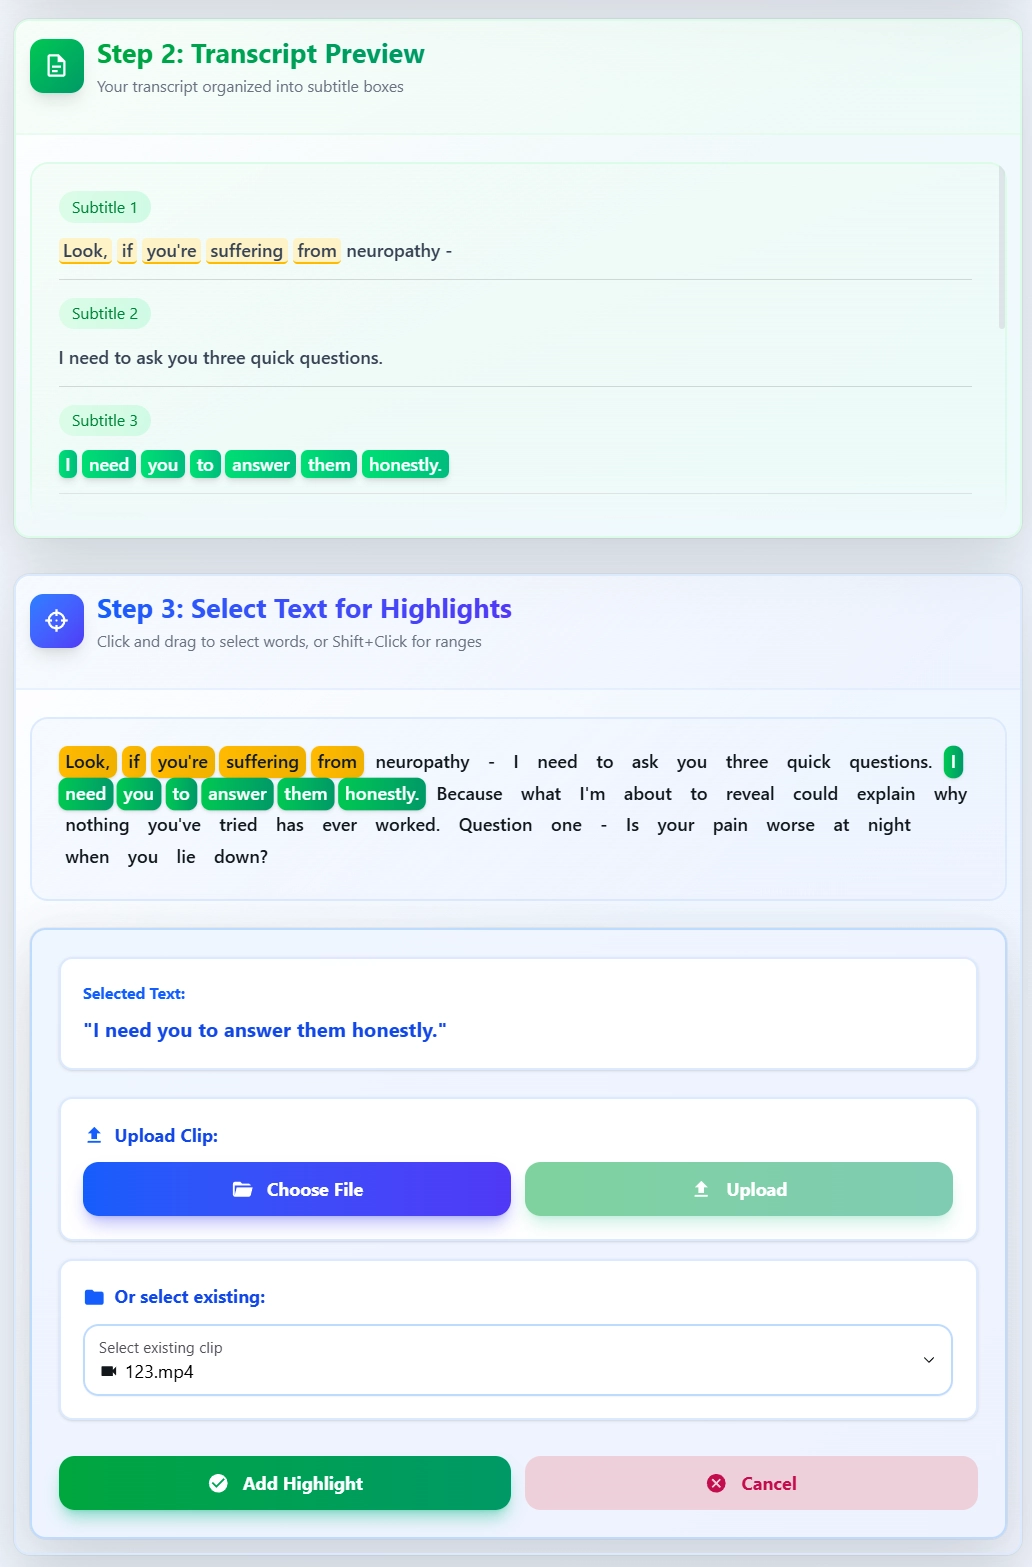 Step 2: Transcript Preview
Your transcript organized into subtitle boxes
Subtitle 1
Look, if you're suffering from neuropathy -
Subtitle 2
I need to ask you three quick questions.
Subtitle 3
I need you to answer them honestly.
Step 3: Select Text for Highlights
Click and drag to select words, or Shift+Click for ranges
Look, if you're suffering from neuropathy - I need to ask you three quick questions. I
need you to answer them honestly. Because what I'm about to reveal could explain why
nothing you've tried has ever worked. Question one - Is your pain worse at night
when you lie down?
Selected Text:
"I need you to answer them honestly."
Upload Clip:
Choose File
Upload
Or select existing:
Select existing clip
123.mp4
Add Highlight
Cancel